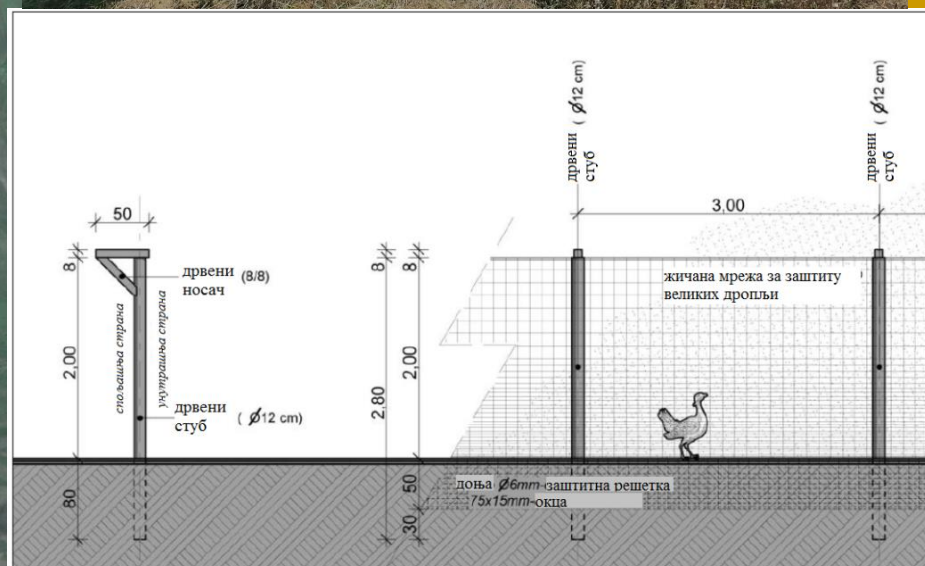 50
8
дрвени (8/8)
носач
спољашња страна
унутрашња страна
2,00
дрвени ( Ø12 cm)
стуб
80
дрвени ( Ø12 cm)
стуб
дрвени ( Ø12 cm)
стуб
3,00
8
8
жичана мрежа за заштиту
великих дропљи
2,80
2,00
доња Ø6mm-заштитна решетка
75x15mm-окца
50
30